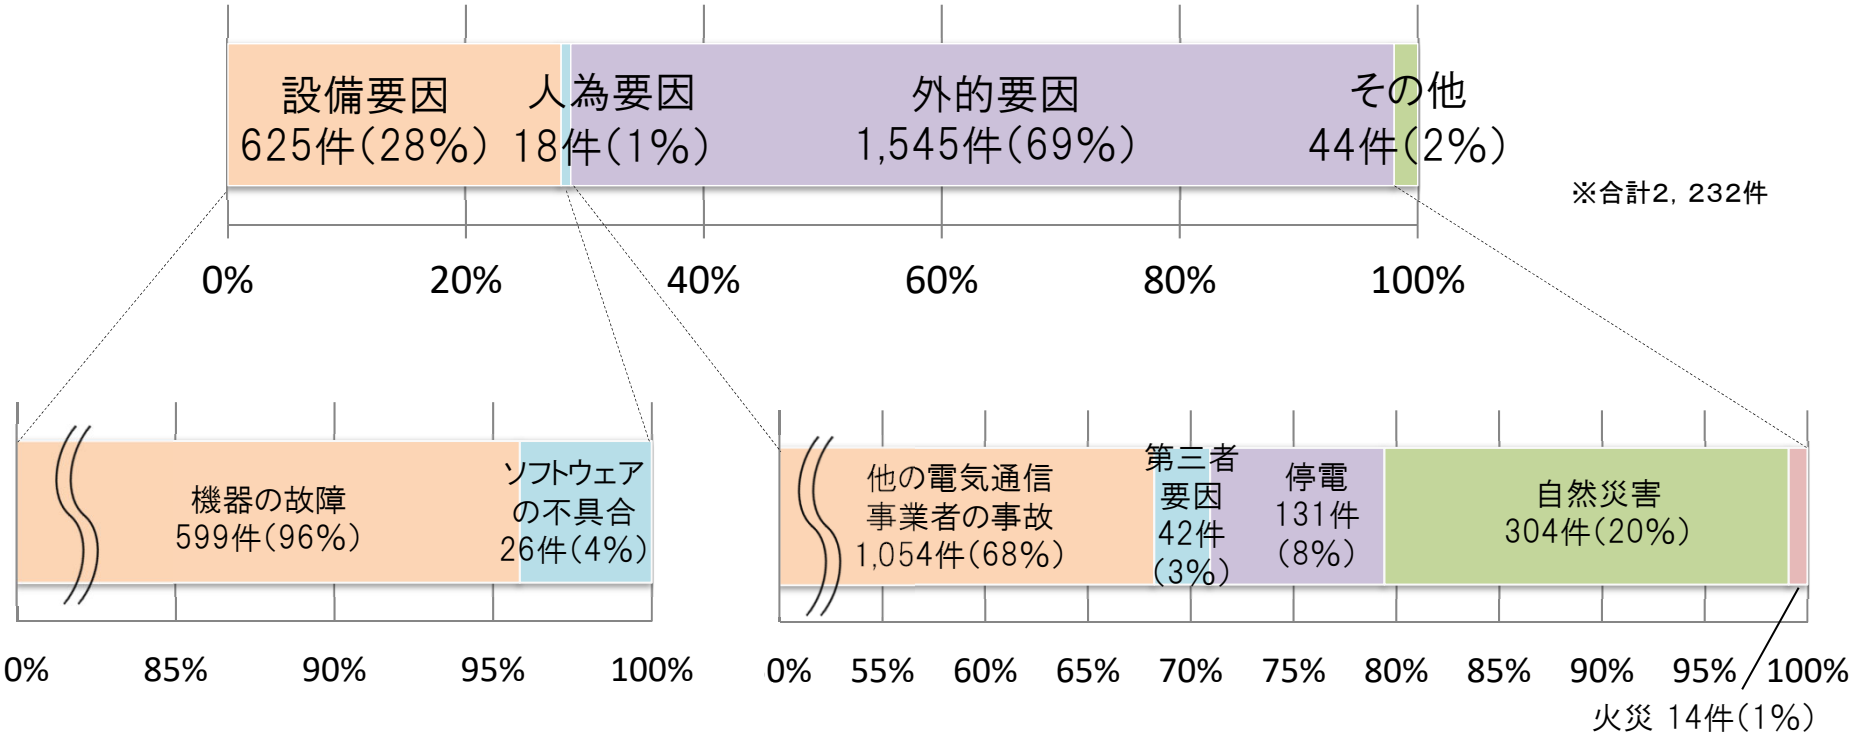 設備要因
625件(28%)
人為要因
18件(1%)
外的要因
1,545件(69%)
その他
44件(2%)
※合計2，232件
0%
20%
40%
60%
80%
100%
機器の故障
599件(96%)
ソフトウェア
の不具合
26件(4%)
0%
85%
90%
95%
100%
他の電気通信
事業者の事故
1,054件(68%)
第三者
要因
42件
(3%)
停電
131件
(8%)
自然災害
304件(20%)
0%
55%
60%
65%
70%
75%
80%
85%
90%
95%
100%
火災 14件(1%)